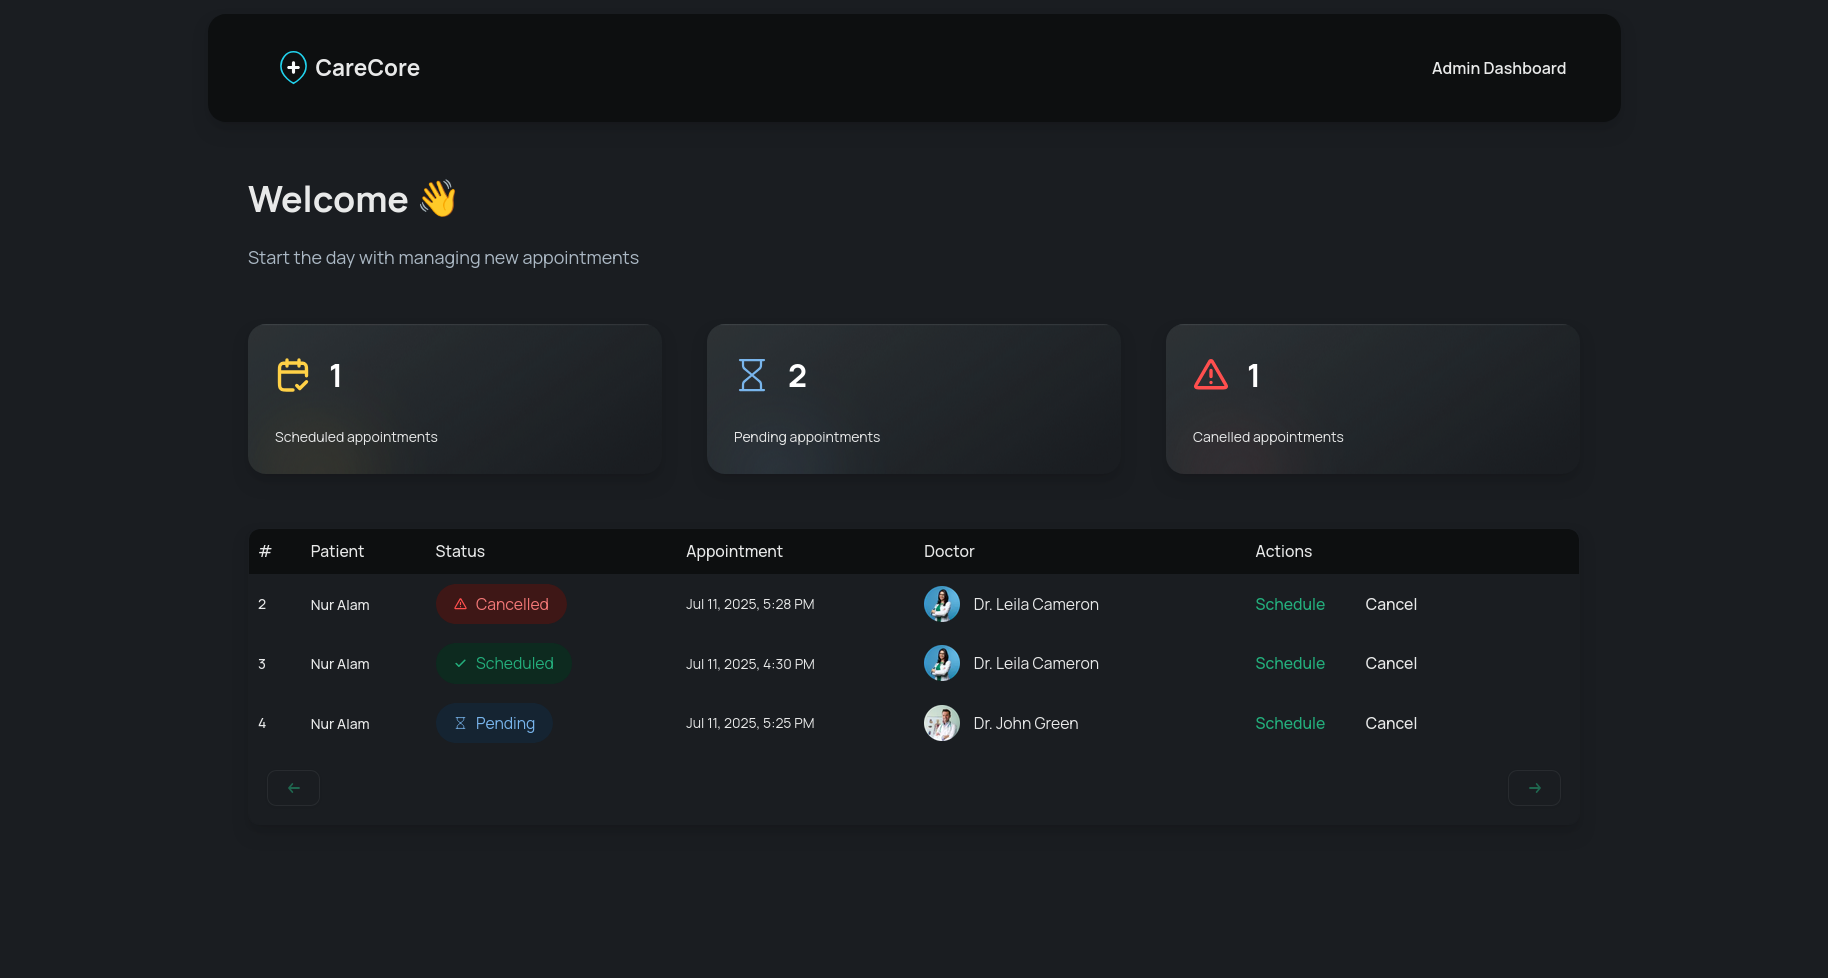 CareCore
Admin Dashboard
Welcome 👋
Start the day with managing new appointments
1
Scheduled appointments
2
Pending appointments
1
Canelled appointments
# Patient Status Appointment Doctor Actions
2 Nur Alam Cancelled Jul 11, 2025, 5:28 PM Dr. Leila Cameron Schedule Cancel
3 Nur Alam Scheduled Jul 11, 2025, 4:30 PM Dr. Leila Cameron Schedule Cancel
4 Nur Alam Pending Jul 11, 2025, 5:25 PM Dr. John Green Schedule Cancel